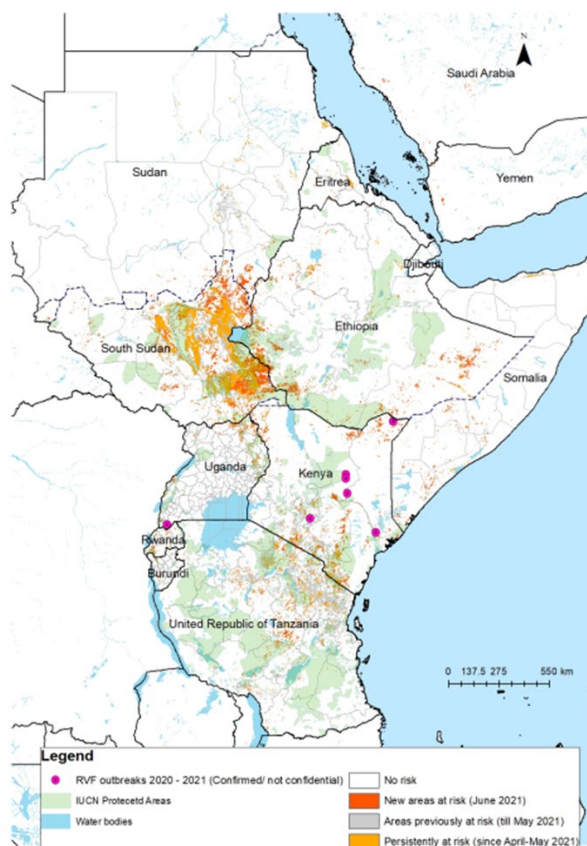 N
Saudi Arabia
Sudan
Eritrea
Yemen
Djibouti
Ethiopia
South Sudan
Somalia
Uganda
Kenya
Rwanda
Burundi
United Republic of Tanzania
0 137.5 275 550 km
Legend
RVF outbreaks 2020 - 2021 (Confirmed/ not confidential)
IUCN Protecetd Areas
Water bodies
No risk
New areas at risk (June 2021)
Areas previously at risk (till May 2021)
Persistently at risk (since April-May 2021)